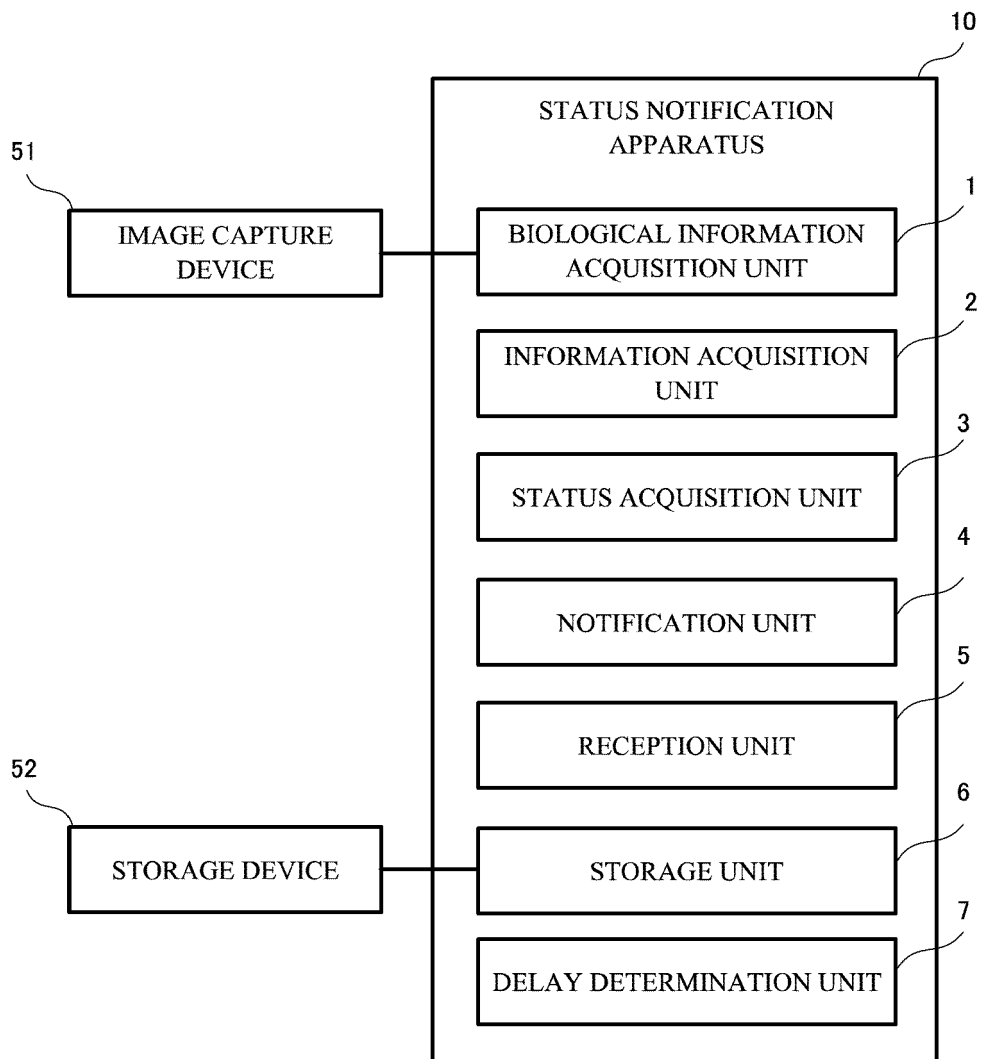 10
STATUS NOTIFICATION
APPARATUS
51
IMAGE CAPTURE
DEVICE
1
BIOLOGICAL INFORMATION
ACQUISITION UNIT
2
INFORMATION ACQUISITION
UNIT
3
STATUS ACQUISITION UNIT
4
NOTIFICATION UNIT
5
RECEPTION UNIT
52
STORAGE DEVICE
6
STORAGE UNIT
7
DELAY DETERMINATION UNIT